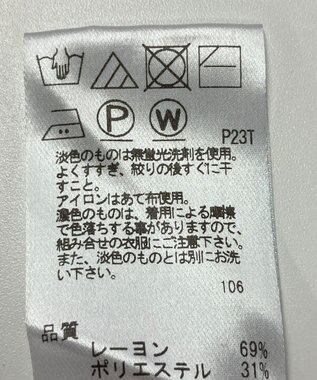 P
W
P23T
淡色のものは無蛍光洗剤を使用。
よくすすぎ、絞りの後すぐに干
すこと。
アイロンはあて布使用。
濃色のものは、着用による摩擦
で色落ちする事がありますので、
組み合せの衣服にご注意下さい。
また、淡色のものとは別にお洗
い下さい。
106
品質
レーヨン 69%
ポリエステル 31%